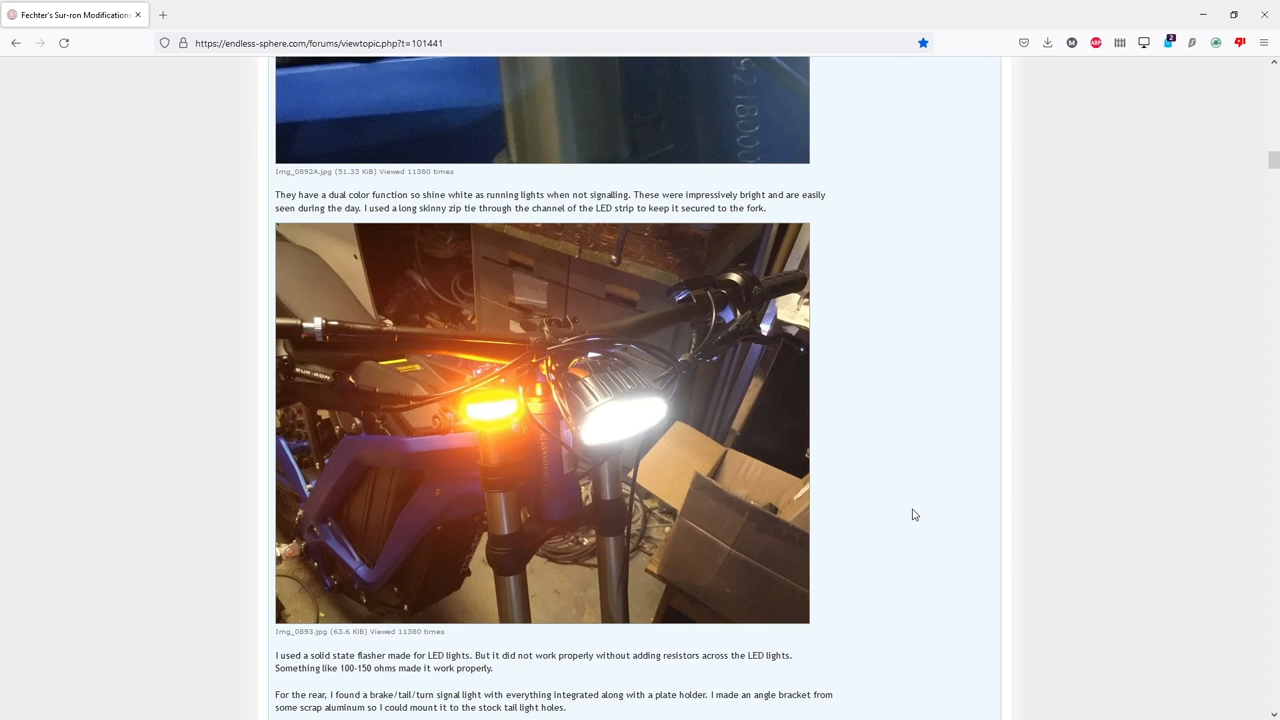 Fechter's Sur-ron Modifications
https://endless-sphere.com/forums/viewtopic.php?t=101441
2
M
ABP
9218000
Img_0892A.jpg (51.33 KiB) Viewed 11380 times
They have a dual color function so shine white as running lights when not signalling. These were impressively bright and are easily
seen during the day. I used a long skinny zip tie through the channel of the LED strip to keep it secured to the fork.
SUR-RON
Img_0893.jpg (63.6 KiB) Viewed 11380 times
I used a solid state flasher made for LED lights. But it did not work properly without adding resistors across the LED lights.
Something like 100-150 ohms made it work properly.
For the rear, I found a brake/tail/turn signal light with everything integrated along with a plate holder. I made an angle bracket from
some scrap aluminum so I could mount it to the stock tail light holes.